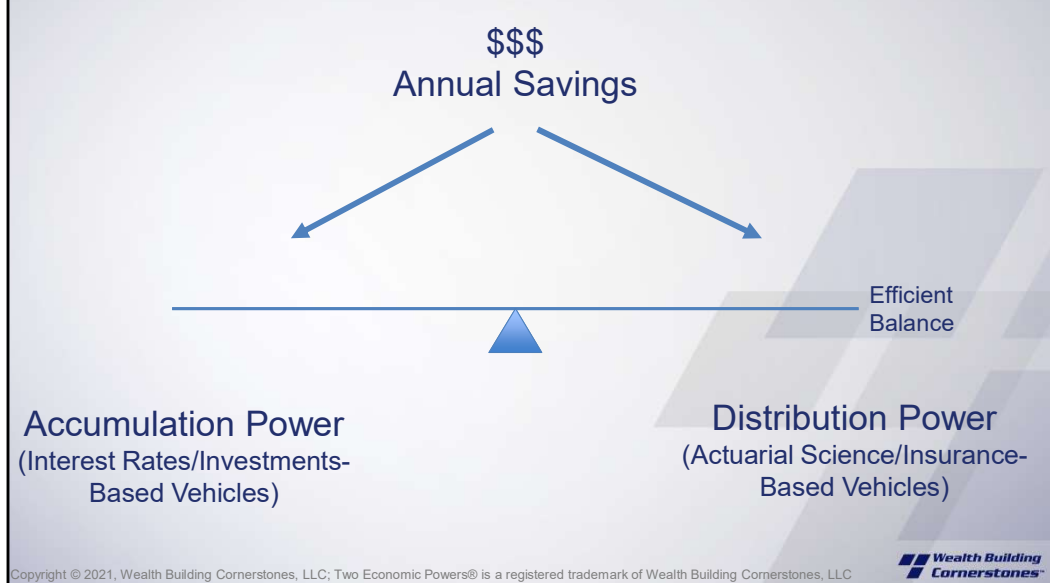 $$$
Annual Savings
Efficient
Balance
Accumulation Power
(Interest Rates/Investments-
Based Vehicles)
Distribution Power
(Actuarial Science/Insurance-
Based Vehicles)
Copyright © 2021, Wealth Building Cornerstones, LLC; Two Economic Powers® is a registered trademark of Wealth Building Cornerstones, LLC
Wealth Building
Cornerstones™